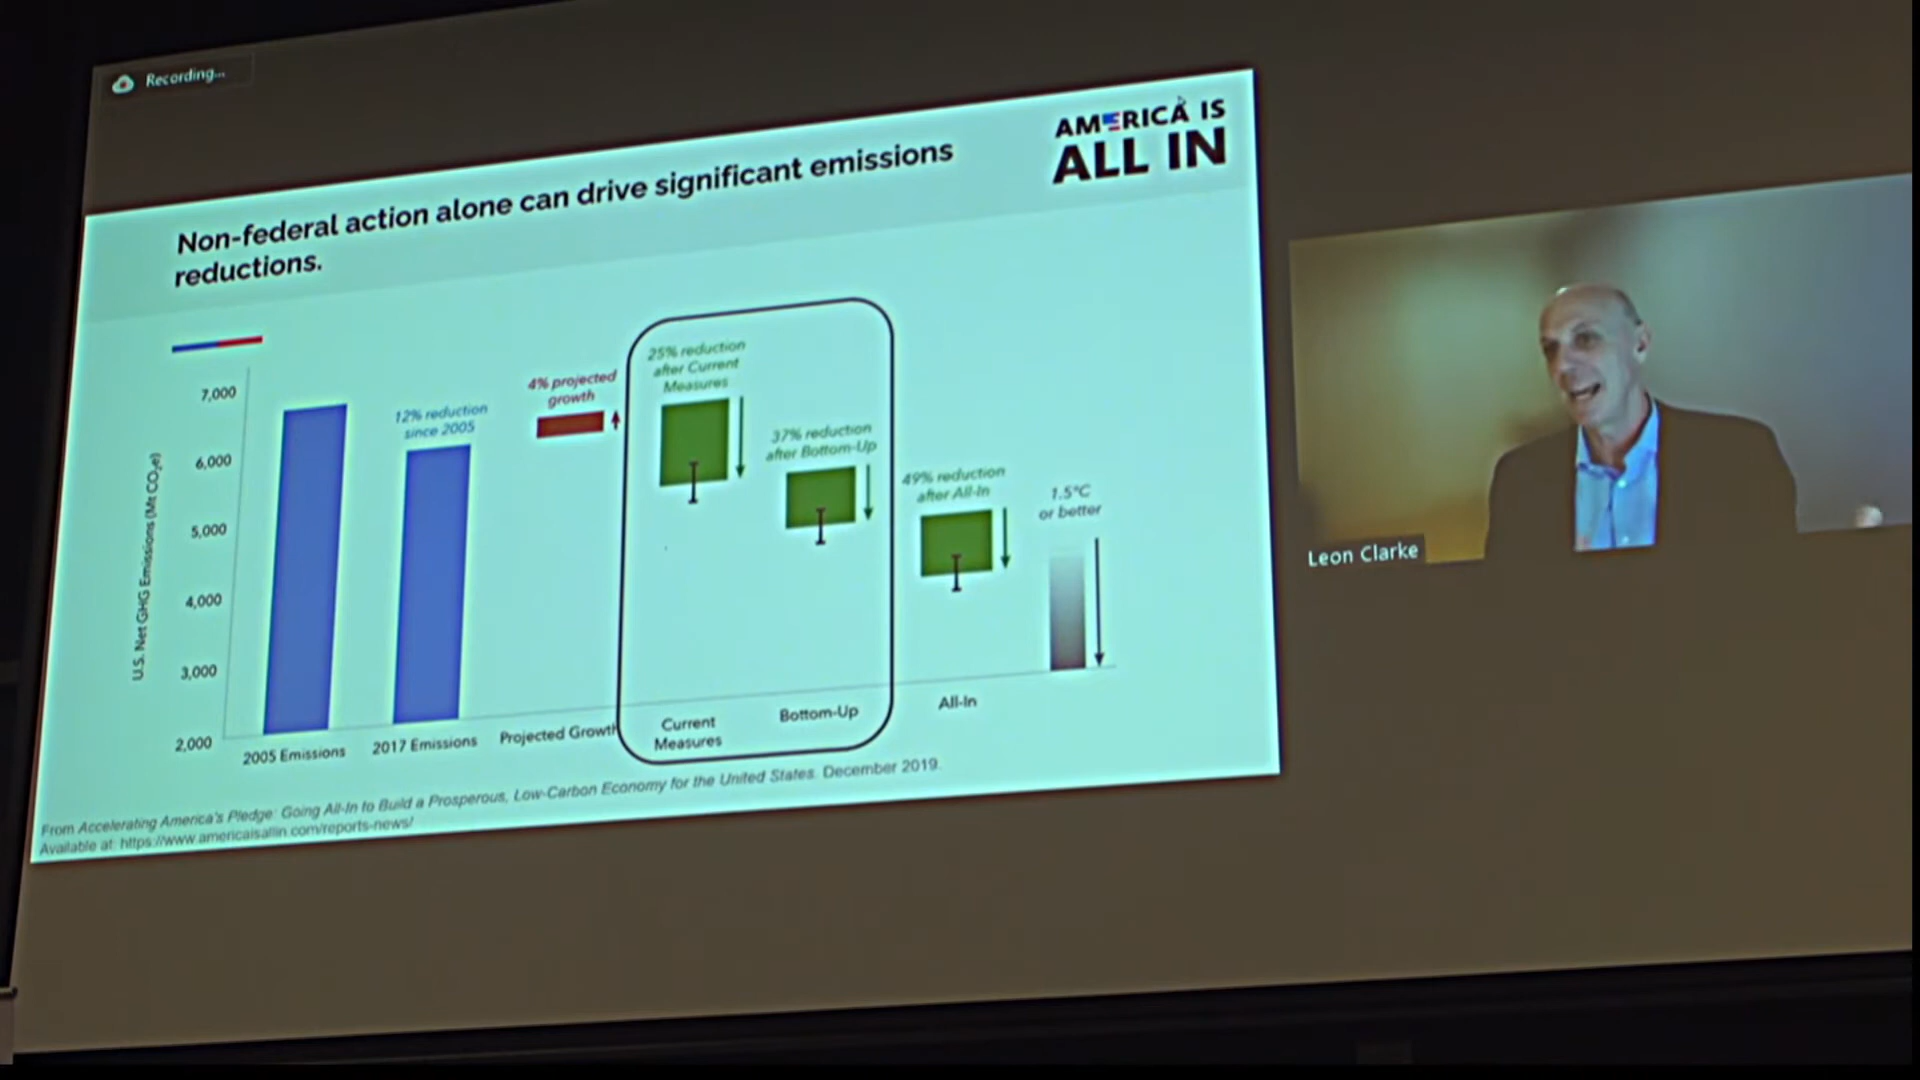 Recording...
AMERICA IS
ALL IN
Non-federal action alone can drive significant emissions
reductions.
U.S. Net GHG Emissions (Mt CO₂e)
7,000
6,000
5,000
4,000
3,000
2,000
12% reduction
since 2005
4% projected
growth
25% reduction
after Current
Measures
37% reduction
after Bottom-Up
49% reduction
after All-In
1.5°C
or better
2005 Emissions
2017 Emissions
Projected Growth
Current
Measures
Bottom-Up
All-In
From Accelerating America's Pledge: Going All-In to Build a Prosperous, Low-Carbon Economy for the United States. December 2019.
Available at: https://www.americaisallin.com/reports-news/
Leon Clarke